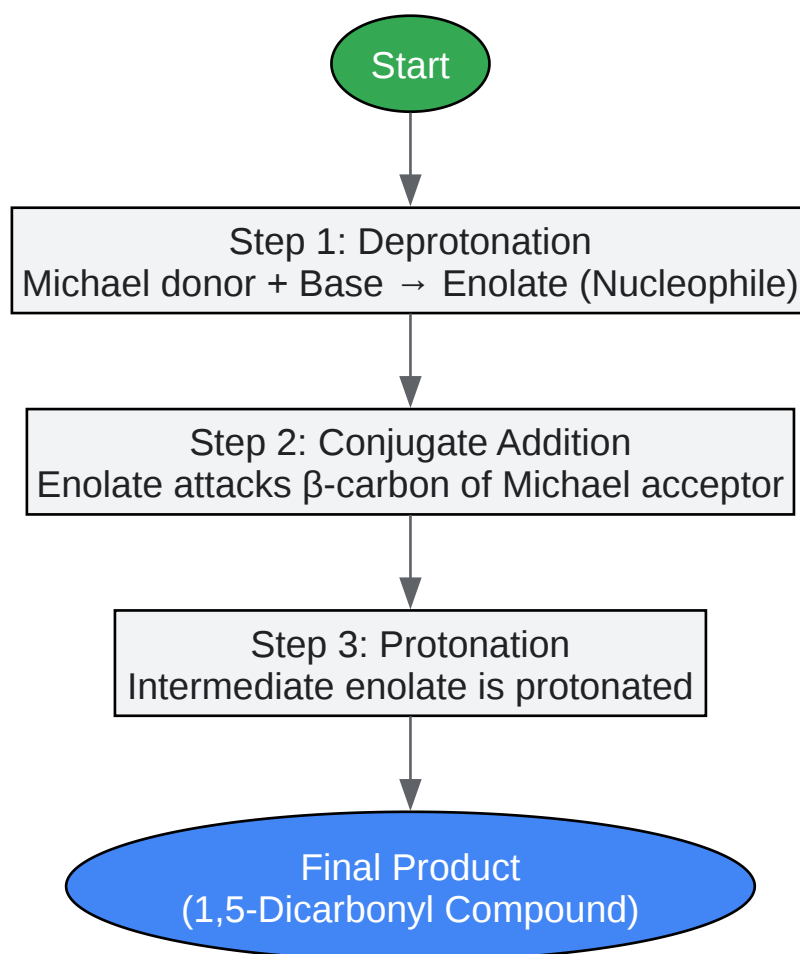 Start
Step 1: Deprotonation
Michael donor + Base → Enolate (Nucleophile)
Step 2: Conjugate Addition
Enolate attacks β-carbon of Michael acceptor
Step 3: Protonation
Intermediate enolate is protonated
Final Product
(1,5-Dicarbonyl Compound)